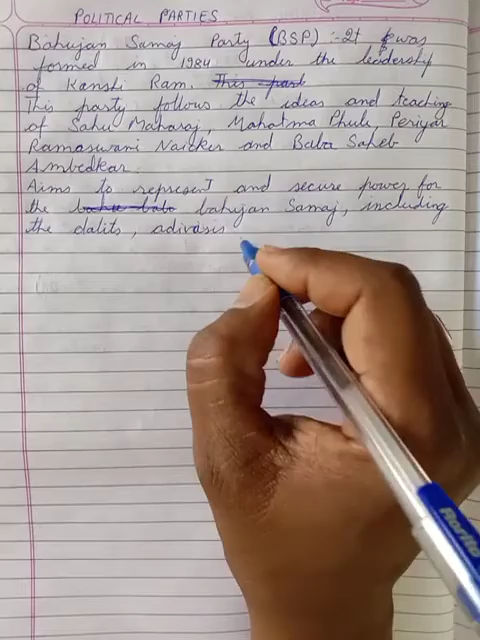 POLITICAL PARTIES
Bahujan Samaj Party (BSP) :- It was
formed in 1984 under the leadership
of Kanshi Ram. This part
This party follows the ideas and teaching
of Sahu Maharaj, Mahatma Phule, Periyar
Ramaswani Naicker and Baba Saheb
Ambedkar.
Aims to represent and secure power for
the bahujan Samaj, including
the dalits, adivasis
Rorito